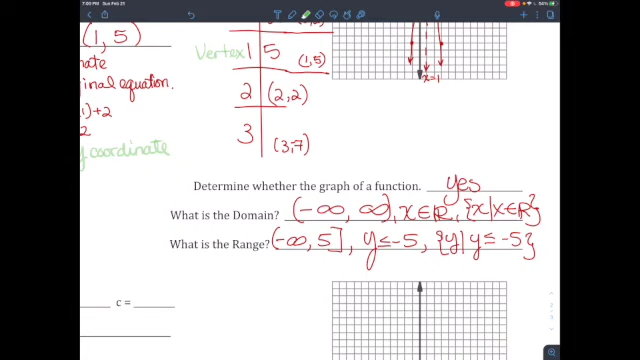 7:00 PM Sun Feb 21
54%
(1, 5)
nate
ginal equation.
1) + 2
2
y coordinate
Vertex 1 5 (1,5)
2 (2,2)
3 (3,-7)
x=1
Determine whether the graph of a function. yes
What is the Domain? (-∞, ∞), x∈R, {x|x∈R}
What is the Range? (-∞, 5], y≤-5, {y|y≤-5}
c =